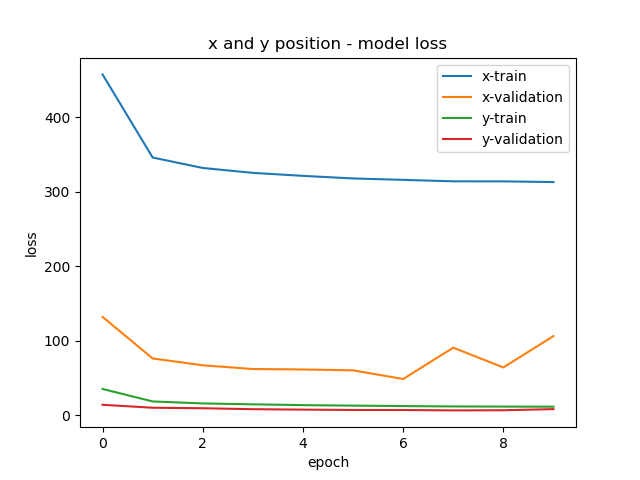 x and y position - model loss
x-train
x-validation
y-train
y-validation
400
300
200
100
0
loss
0 2 4 6 8
epoch